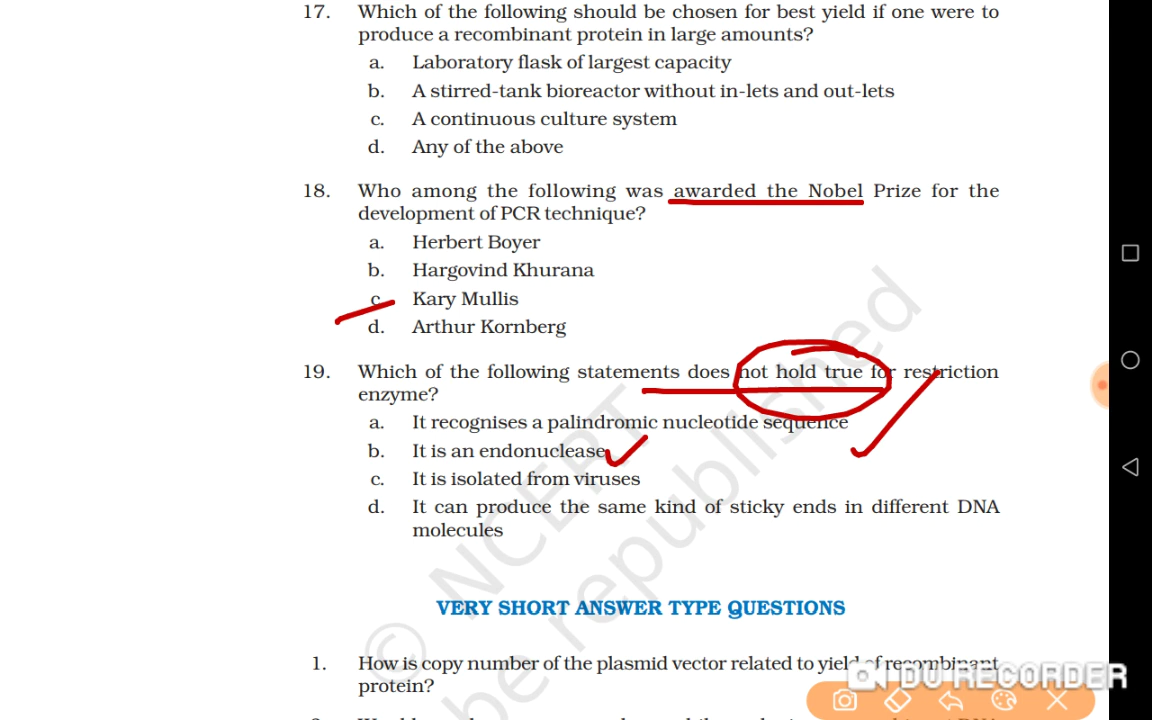 17. Which of the following should be chosen for best yield if one were to
produce a recombinant protein in large amounts?
a. Laboratory flask of largest capacity
b. A stirred-tank bioreactor without in-lets and out-lets
c. A continuous culture system
d. Any of the above
18. Who among the following was awarded the Nobel Prize for the
development of PCR technique?
a. Herbert Boyer
b. Hargovind Khurana
c. Kary Mullis
d. Arthur Kornberg
19. Which of the following statements does not hold true for restriction
enzyme?
a. It recognises a palindromic nucleotide sequence
b. It is an endonuclease
c. It is isolated from viruses
d. It can produce the same kind of sticky ends in different DNA
molecules
© NCERT
be republished
VERY SHORT ANSWER TYPE QUESTIONS
1. How is copy number of the plasmid vector related to yield of recombinant
protein?
DU RECORDER